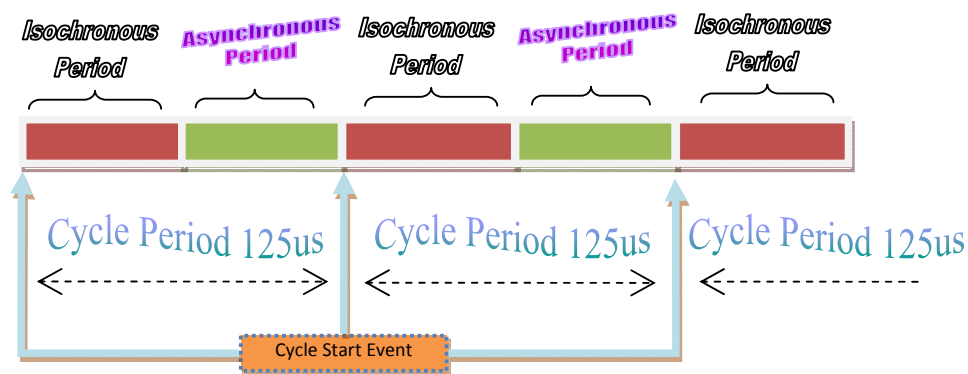 Isochronous
Period
Asynchronous
Period
Isochronous
Period
Asynchronous
Period
Isochronous
Period
Cycle Period 125us
Cycle Period 125us
Cycle Period 125us
Cycle Start Event